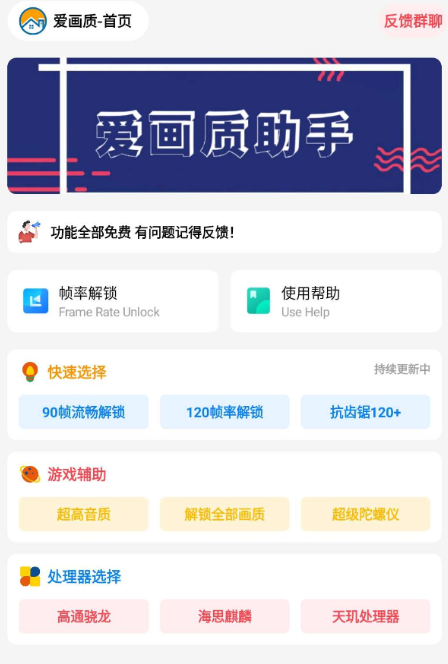 爱画质-首页
反馈群聊
爱画质助手
功能全部免费 有问题记得反馈！
帧率解锁
Frame Rate Unlock
使用帮助
Use Help
快速选择
持续更新中
90帧流畅解锁
120帧率解锁
抗齿锯120+
游戏辅助
超高音质
解锁全部画质
超级陀螺仪
处理器选择
高通骁龙
海思麒麟
天玑处理器